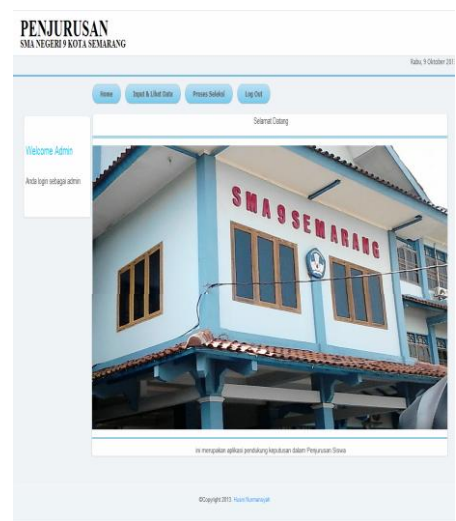 PENJURUSAN
SMA NEGERI 9 KOTA SEMARANG
Rabu, 9 Oktober 201
Home Input & Lihat Data Proses Seleksi Log Out
Selamat Datang
Welcome Admin
Anda login sebagai admin
SMA 9 SEMARANG
ini merupakan aplikasi pendukung keputusan dalam Penjurusan Siswa
©Copyright 2013